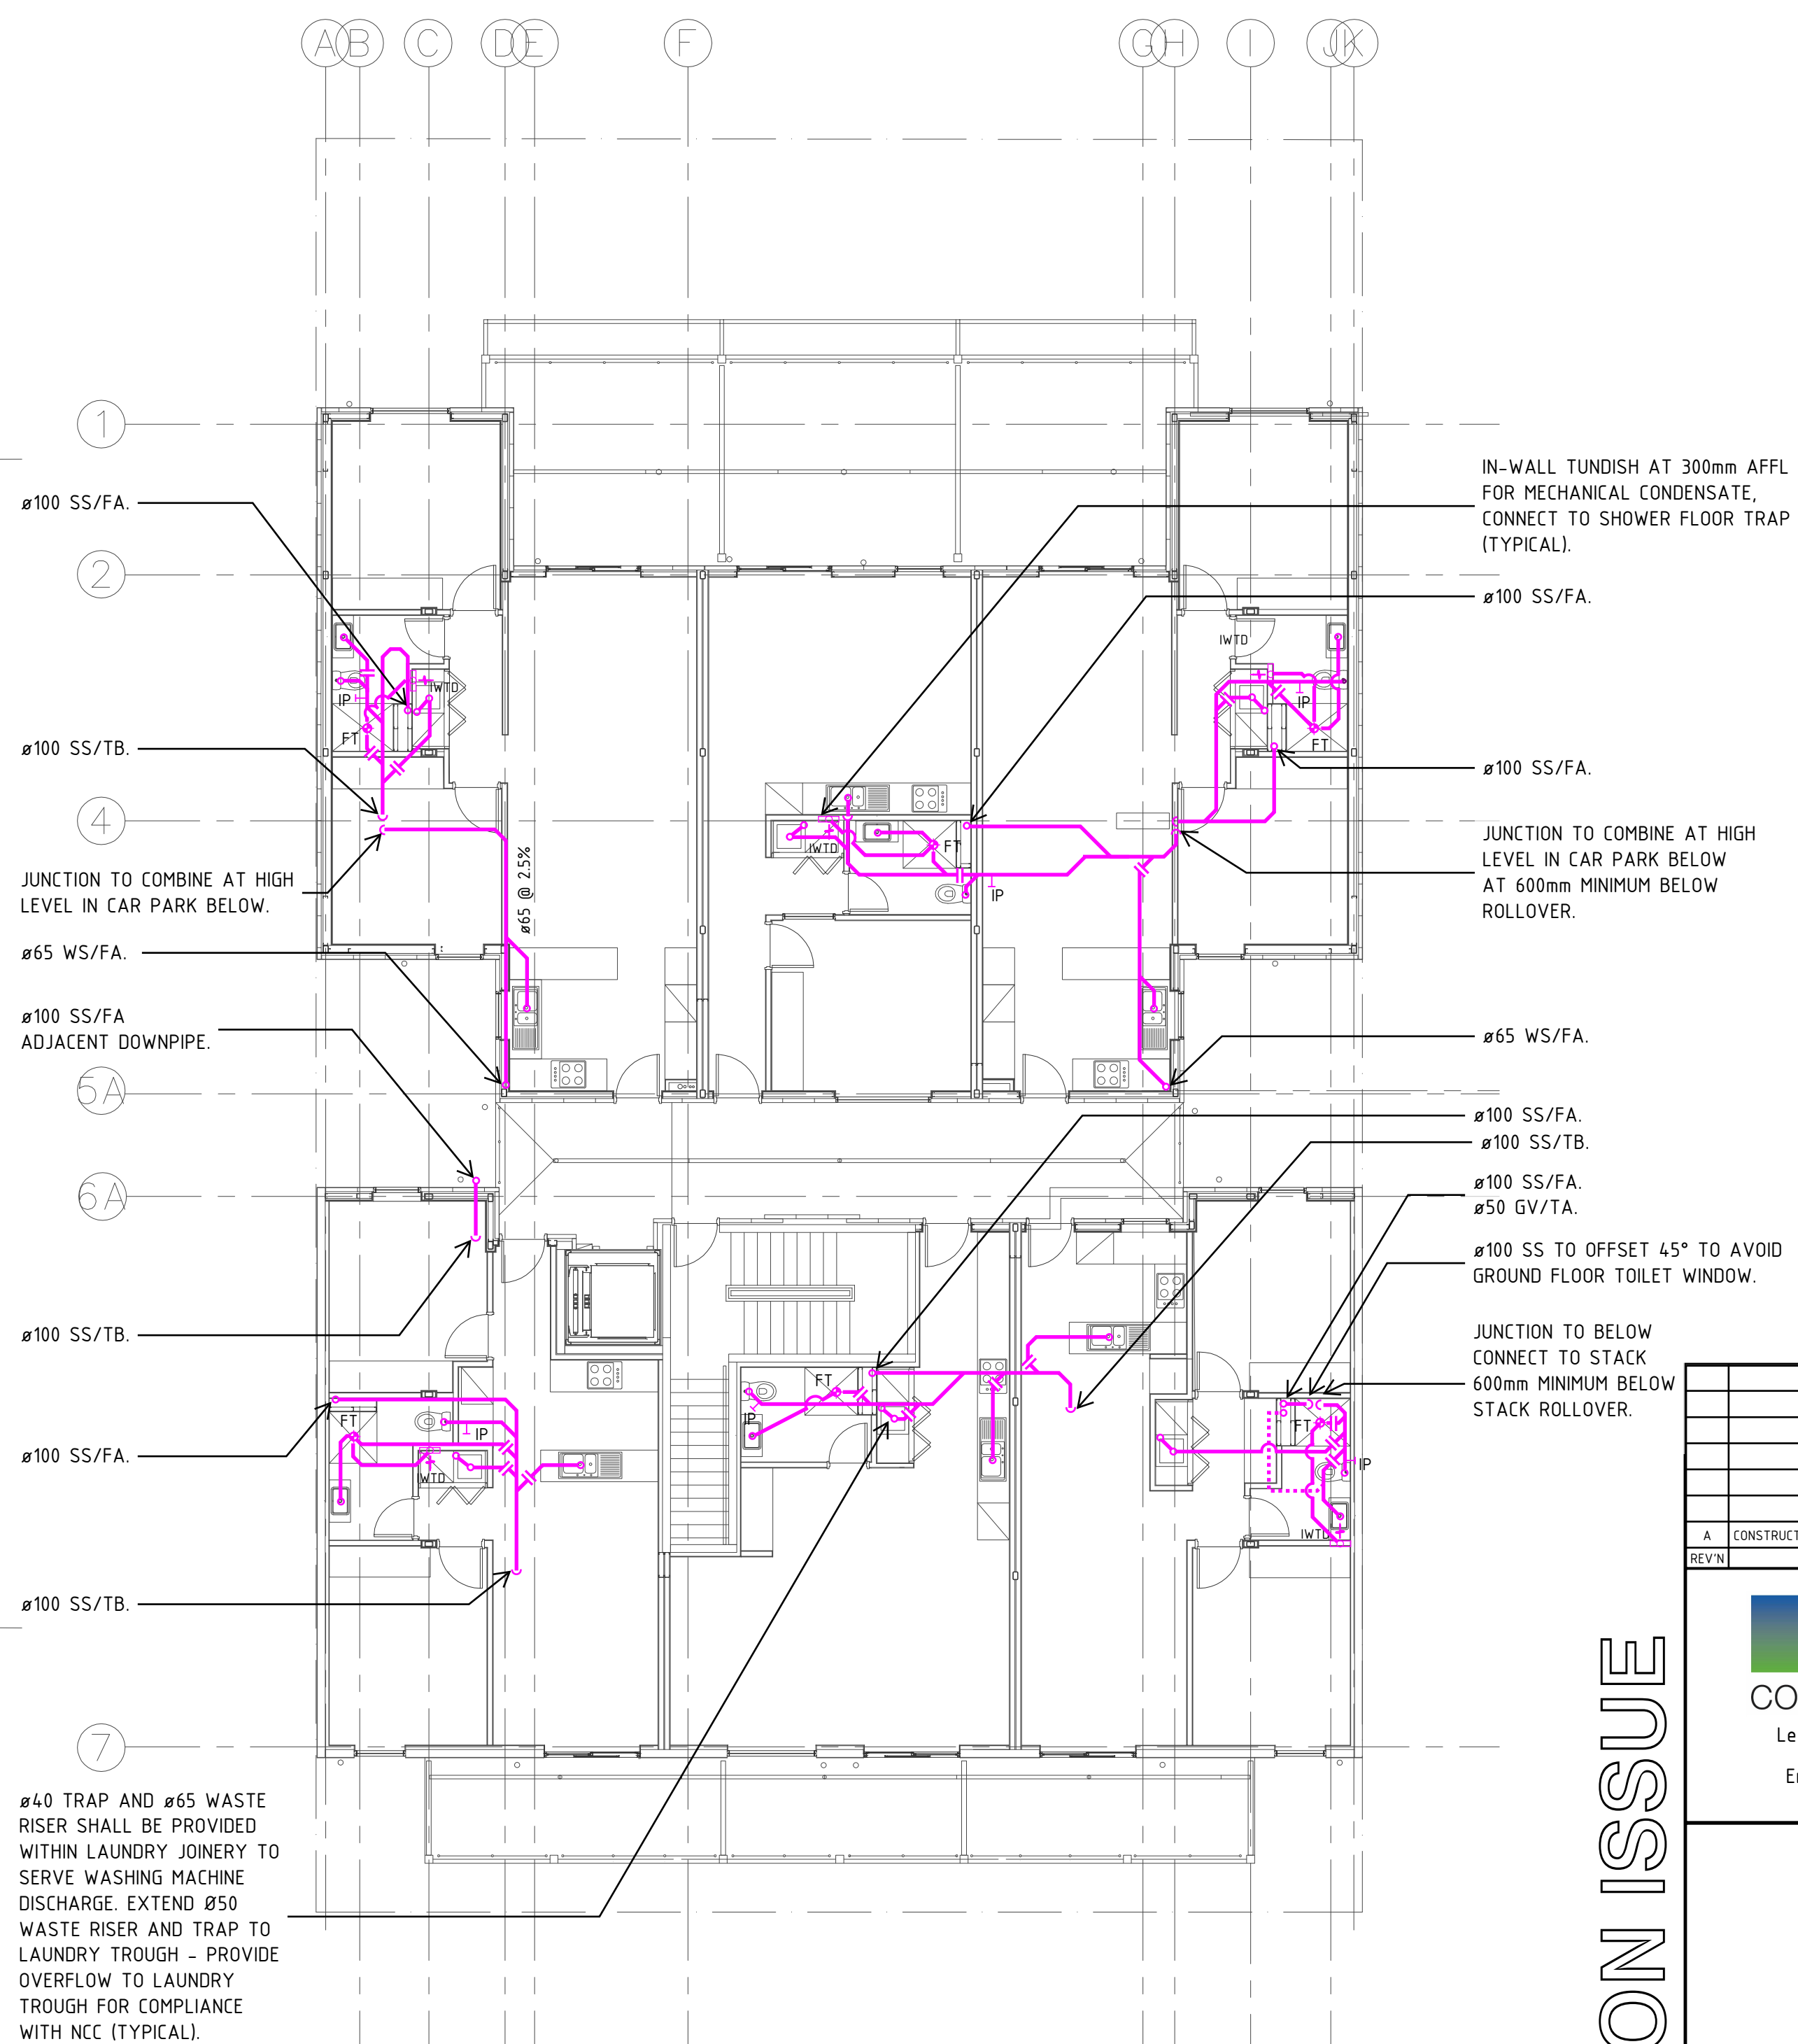 A B C D E F G H I J K
1
IN-WALL TUNDISH AT 300mm AFFL
FOR MECHANICAL CONDENSATE,
CONNECT TO SHOWER FLOOR TRAP
(TYPICAL).
ø100 SS/FA.
2
ø100 SS/FA.
IWTD
IWTD
IP
IP
FT
FT
ø100 SS/TB.
ø100 SS/FA.
4
ø65 @ 2.5%
IWTD
FT
IP
JUNCTION TO COMBINE AT HIGH
LEVEL IN CAR PARK BELOW
AT 600mm MINIMUM BELOW
ROLLOVER.
JUNCTION TO COMBINE AT HIGH
LEVEL IN CAR PARK BELOW.
ø65 WS/FA.
ø100 SS/FA
ADJACENT DOWNPIPE.
ø65 WS/FA.
5A
ø100 SS/FA.
ø100 SS/TB.
6A
ø100 SS/FA.
ø50 GV/TA.
ø100 SS TO OFFSET 45° TO AVOID
GROUND FLOOR TOILET WINDOW.
ø100 SS/TB.
JUNCTION TO BELOW
CONNECT TO STACK
600mm MINIMUM BELOW
STACK ROLLOVER.
FT
IP
FT
IP
FT
IP
ø100 SS/FA.
IWTD
IWTD
ø100 SS/TB.
A CONSTRUCT
REV'N
7
CO
Le
En
ø40 TRAP AND ø65 WASTE
RISER SHALL BE PROVIDED
WITHIN LAUNDRY JOINERY TO
SERVE WASHING MACHINE
DISCHARGE. EXTEND Ø50
WASTE RISER AND TRAP TO
LAUNDRY TROUGH - PROVIDE
OVERFLOW TO LAUNDRY
TROUGH FOR COMPLIANCE
WITH NCC (TYPICAL).
ON ISSUE